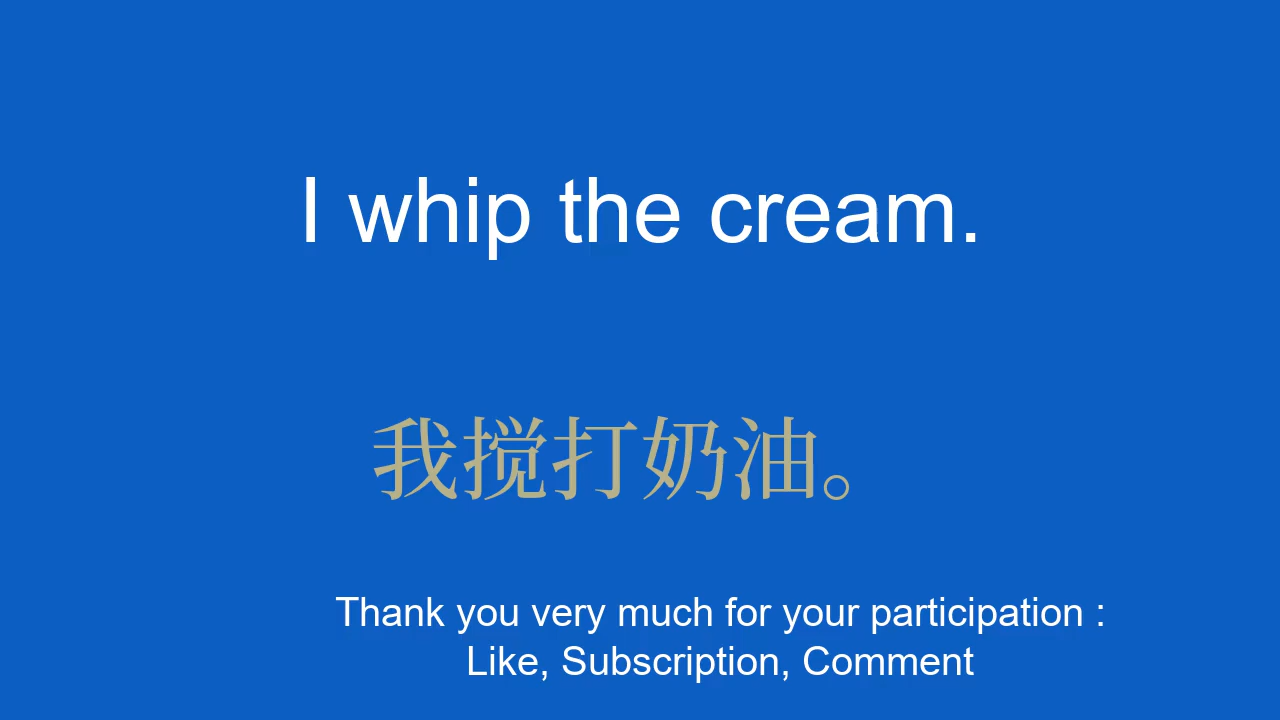 I whip the cream.
我搅打奶油。
Thank you very much for your participation :
Like, Subscription, Comment